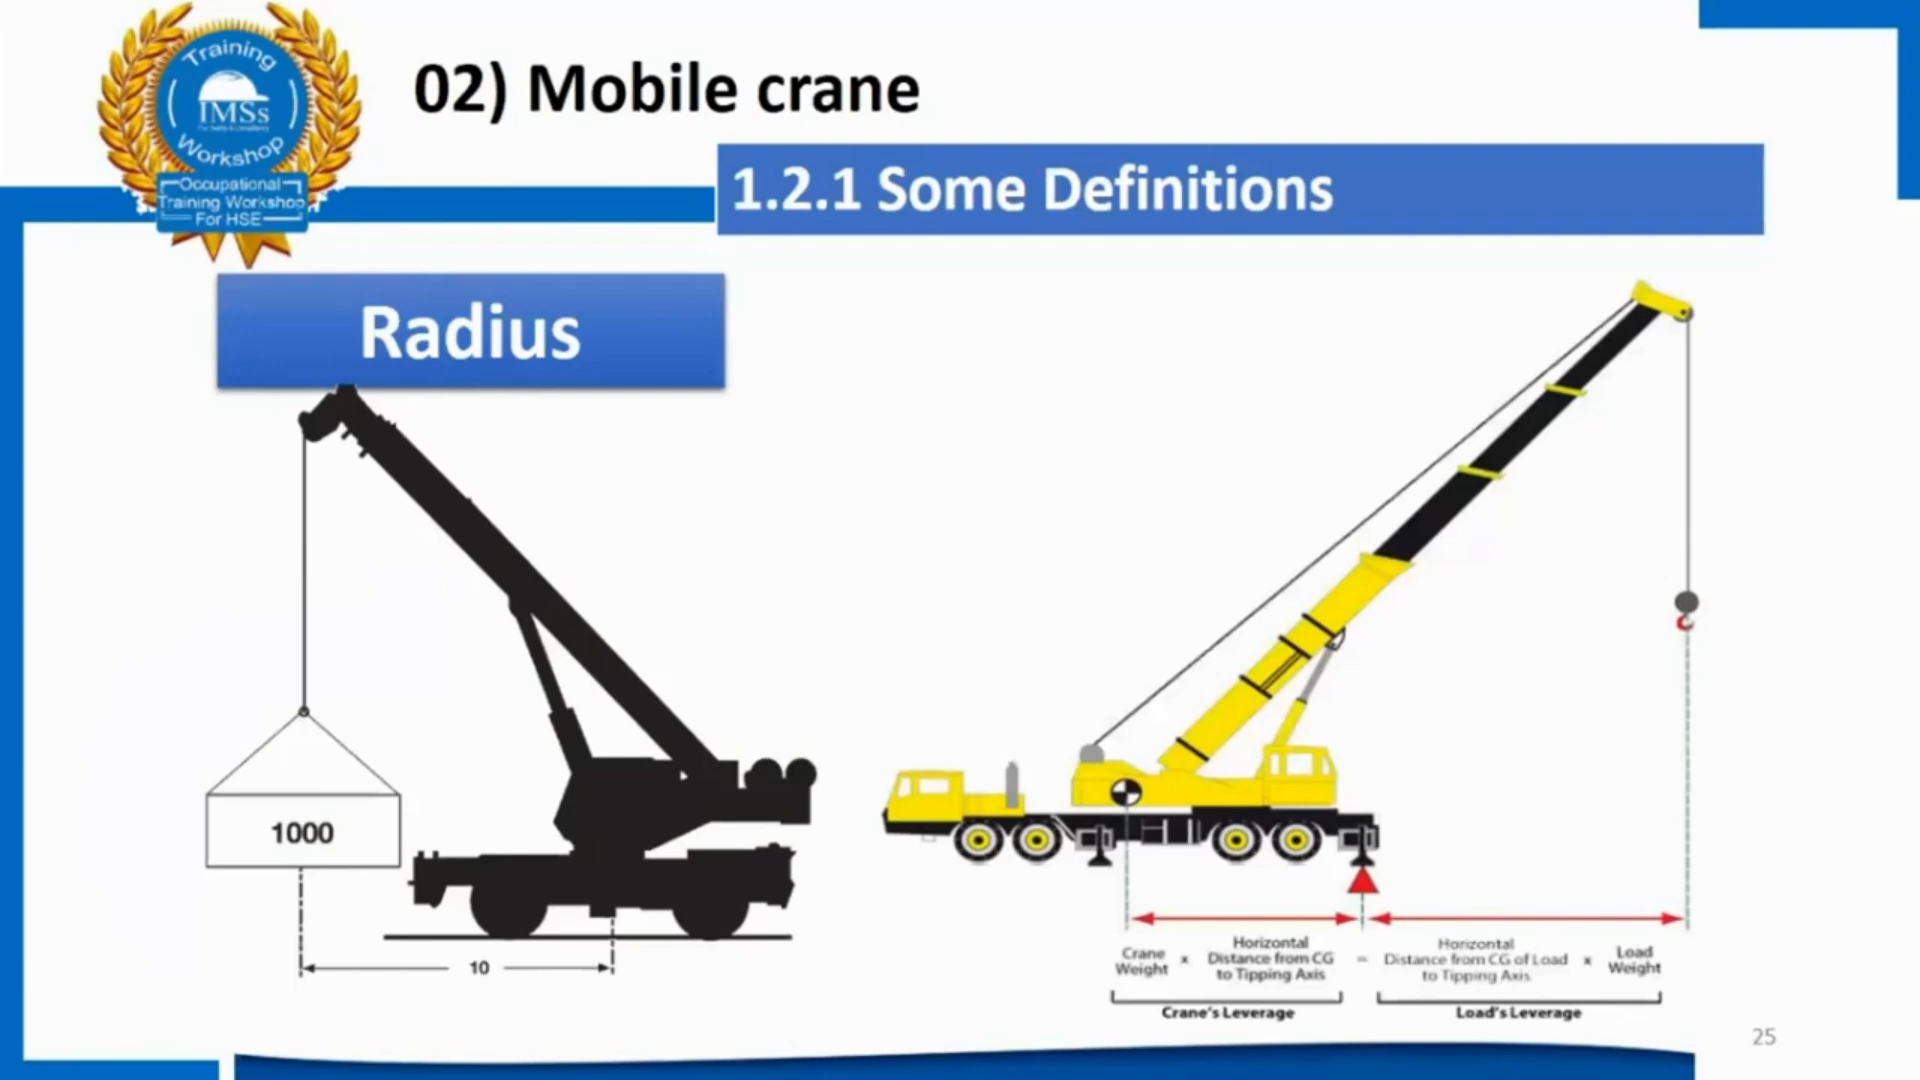 Training
IMSs
Workshop
Occupational
Training Workshop
For HSE
02) Mobile crane
1.2.1 Some Definitions
Radius
1000
10
Crane
Weight
x
Horizontal
Distance from CG
to Tipping Axis
=
Horizontal
Distance from CG of Load
to Tipping Axis
x
Load
Weight
Crane's Leverage
Load's Leverage
25